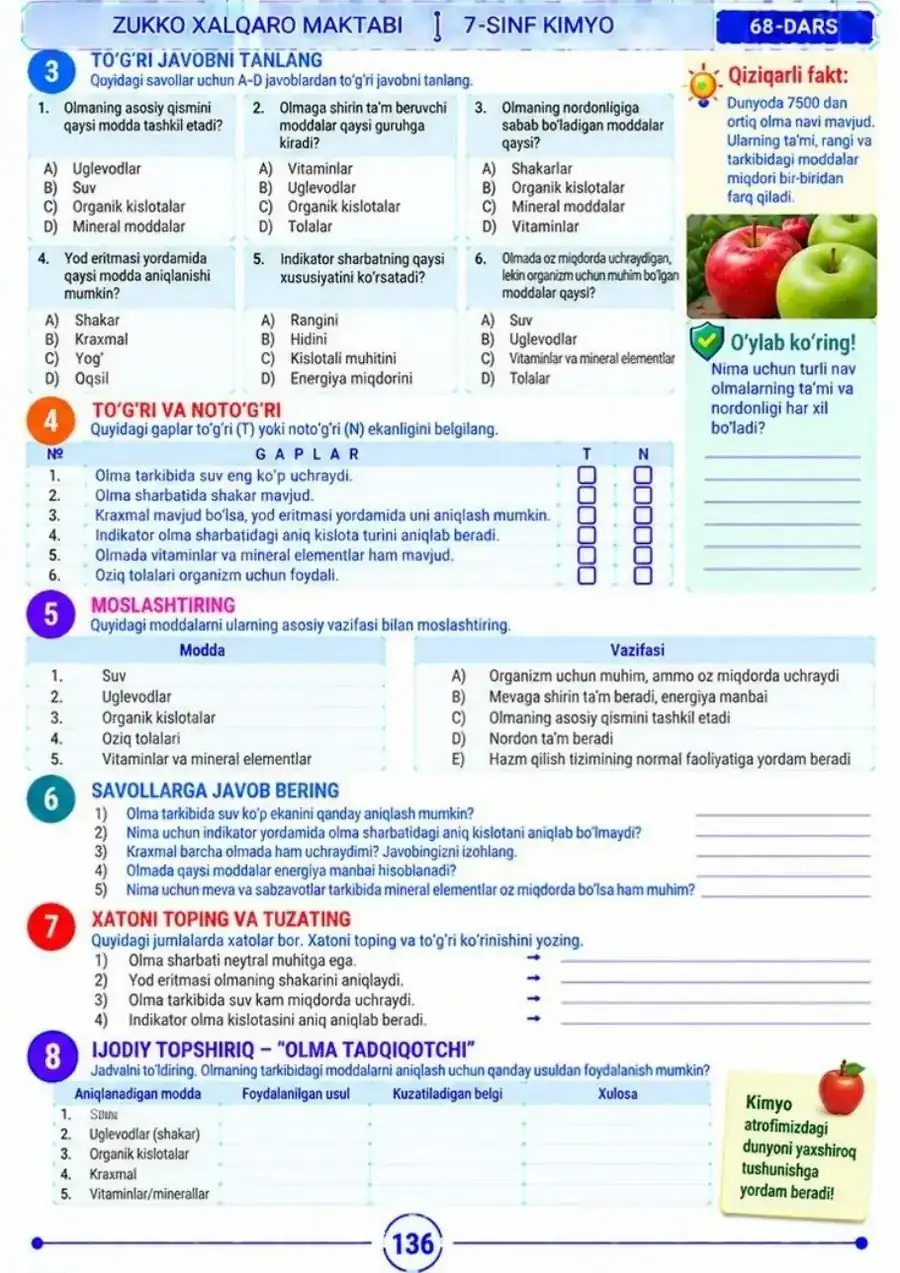 ZUKKO XALQARO MAKTABI
7-SINF KIMYO
68-DARS
3
TO'G'RI JAVOBNI TANLANG
Quyidagi savollar uchun A-D javoblardan to'g'ri javobni tanlang.
1. Olmaning asosiy qismini
qaysi modda tashkil etadi?
A) Uglevodlar
B) Suv
C) Organik kislotalar
D) Mineral moddalar
2. Olmaga shirin ta'm beruvchi
moddalar qaysi guruhga
kiradi?
A) Vitaminlar
B) Uglevodlar
C) Organik kislotalar
D) Tolalar
3. Olmaning nordonligiga
sabab bo'ladigan moddalar
qaysi?
A) Shakarlar
B) Organik kislotalar
C) Mineral moddalar
D) Vitaminlar
4. Yod eritmasi yordamida
qaysi modda aniqlanishi
mumkin?
A) Shakar
B) Kraxmal
C) Yog'
D) Oqsil
5. Indikator sharbatning qaysi
xususiyatini ko'rsatadi?
A) Rangini
B) Hidini
C) Kislotali muhitini
D) Energiya miqdorini
6. Olmada oz miqdorda uchraydigan,
lekin organizm uchun muhim bo'lgan
moddalar qaysi?
A) Suv
B) Uglevodlar
C) Vitaminlar va mineral elementlar
D) Tolalar
Qiziqarli fakt:
Dunyoda 7500 dan
ortiq olma navi mavjud.
Ularning ta'mi, rangi va
tarkibidagi moddalar
miqdori bir-biridan
farq qiladi.
O'ylab ko'ring!
Nima uchun turli nav
olmalarning ta'mi va
nordonligi har xil
bo'ladi?
4
TO'G'RI VA NOTO'G'RI
Quyidagi gaplar to'g'ri (T) yoki noto'g'ri (N) ekanligini belgilang.
№ G A P L A R T N
1. Olma tarkibida suv eng ko'p uchraydi.
2. Olma sharbatida shakar mavjud.
3. Kraxmal mavjud bo'lsa, yod eritmasi yordamida uni aniqlash mumkin.
4. Indikator olma sharbatidagi aniq kislota turini aniqlab beradi.
5. Olmada vitaminlar va mineral elementlar ham mavjud.
6. Oziq tolalari organizm uchun foydali.
5
MOSLASHTIRING
Quyidagi moddalarni ularning asosiy vazifasi bilan moslashtiring.
Modda
1. Suv
2. Uglevodlar
3. Organik kislotalar
4. Oziq tolalari
5. Vitaminlar va mineral elementlar
Vazifasi
A) Organizm uchun muhim, ammo oz miqdorda uchraydi
B) Mevaga shirin ta'm beradi, energiya manbai
C) Olmaning asosiy qismini tashkil etadi
D) Nordon ta'm beradi
E) Hazm qilish tizimining normal faoliyatiga yordam beradi
6
SAVOLLARGA JAVOB BERING
1) Olma tarkibida suv ko'p ekanini qanday aniqlash mumkin?
2) Nima uchun indikator yordamida olma sharbatidagi aniq kislotani aniqlab bo'lmaydi?
3) Kraxmal barcha olmada ham uchraydimi? Javobingizni izohlang.
4) Olmada qaysi moddalar energiya manbai hisoblanadi?
5) Nima uchun meva va sabzavotlar tarkibida mineral elementlar oz miqdorda bo'lsa ham muhim?
7
XATONI TOPING VA TUZATING
Quyidagi jumlalarda xatolar bor. Xatoni toping va to'g'ri ko'rinishini yozing.
1) Olma sharbati neytral muhitga ega. →
2) Yod eritmasi olmaning shakarini aniqlaydi. →
3) Olma tarkibida suv kam miqdorda uchraydi. →
4) Indikator olma kislotasini aniq aniqlab beradi. →
8
IJODIY TOPSHIRIQ – "OLMA TADQIQOTCHI"
Jadvalni to'ldiring. Olmaning tarkibidagi moddalarni aniqlash uchun qanday usuldan foydalanish mumkin?
Aniqlanadigan modda Foydalanilgan usul Kuzatiladigan belgi Xulosa
1.
2. Uglevodlar (shakar)
3. Organik kislotalar
4. Kraxmal
5. Vitaminlar/minerallar
Kimyo
atrofimizdagi
dunyoni yaxshiroq
tushunishga
yordam beradi!
136